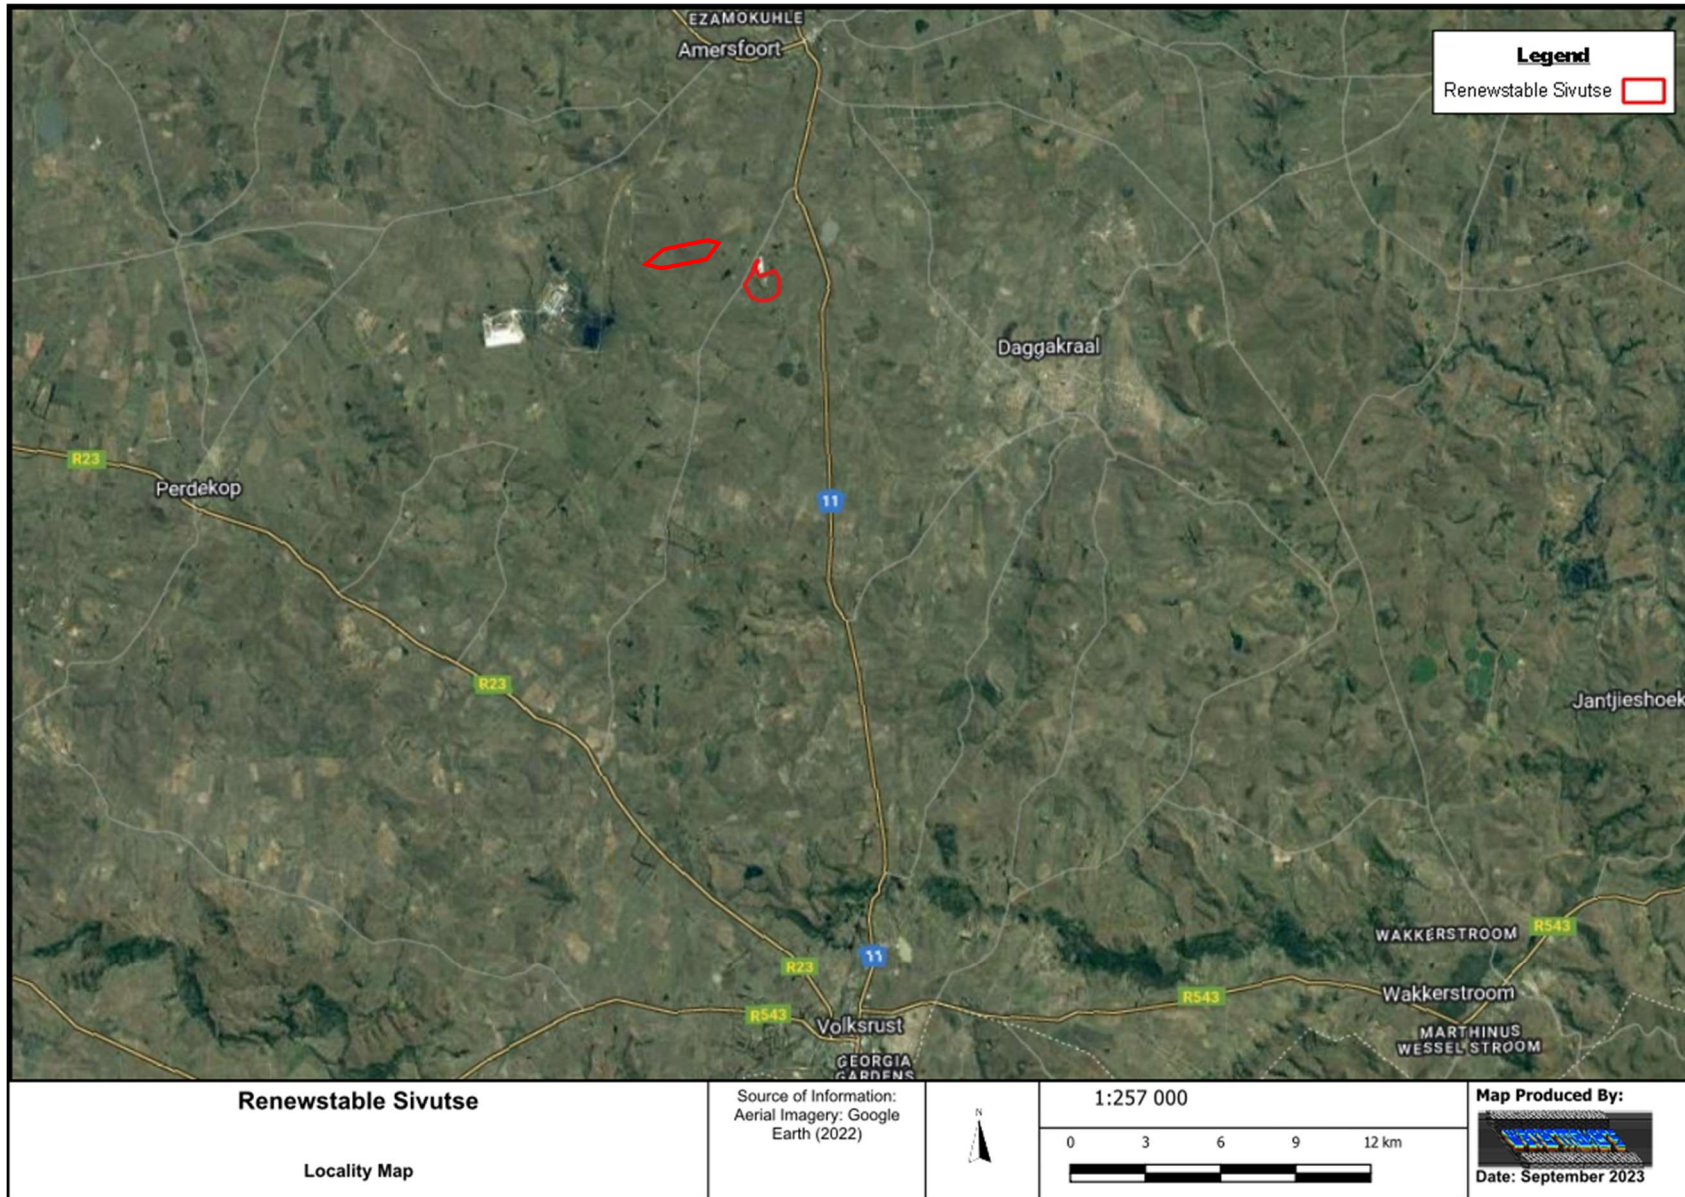 EZAMOKUHLE
Amersfoort
Legend
Renewstable Sivutse
Daggakraal
R23
Perdekop
11
R23
Jantjieshoek
WAKKERSTROOM
R543
11
R23
R543
Wakkerstroom
R543
Volksrust
MARTHINUS
WESSEL STROOM
GEORGIA
GARDENS
Renewstable Sivutse
Locality Map
Source of Information:
Aerial Imagery: Google
Earth (2022)
N
1:257 000
0 3 6 9 12 km
Map Produced By:
Date: September 2023